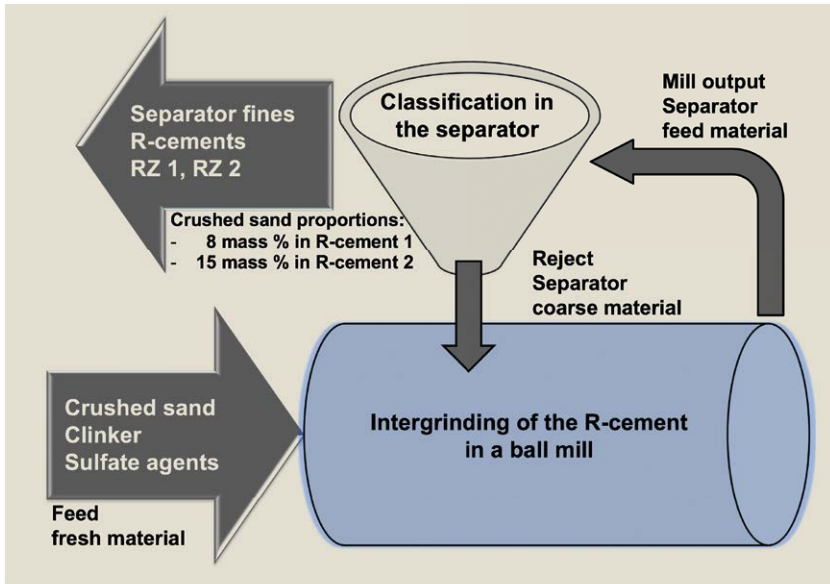 Separator fines
R-cements
RZ 1, RZ 2
Classification in
the separator
Mill output
Separator
feed material
Crushed sand proportions:
- 8 mass % in R-cement 1
- 15 mass % in R-cement 2
Reject
Separator
coarse material
Crushed sand
Clinker
Sulfate agents
Intergrinding of the R-cement
in a ball mill
Feed
fresh material